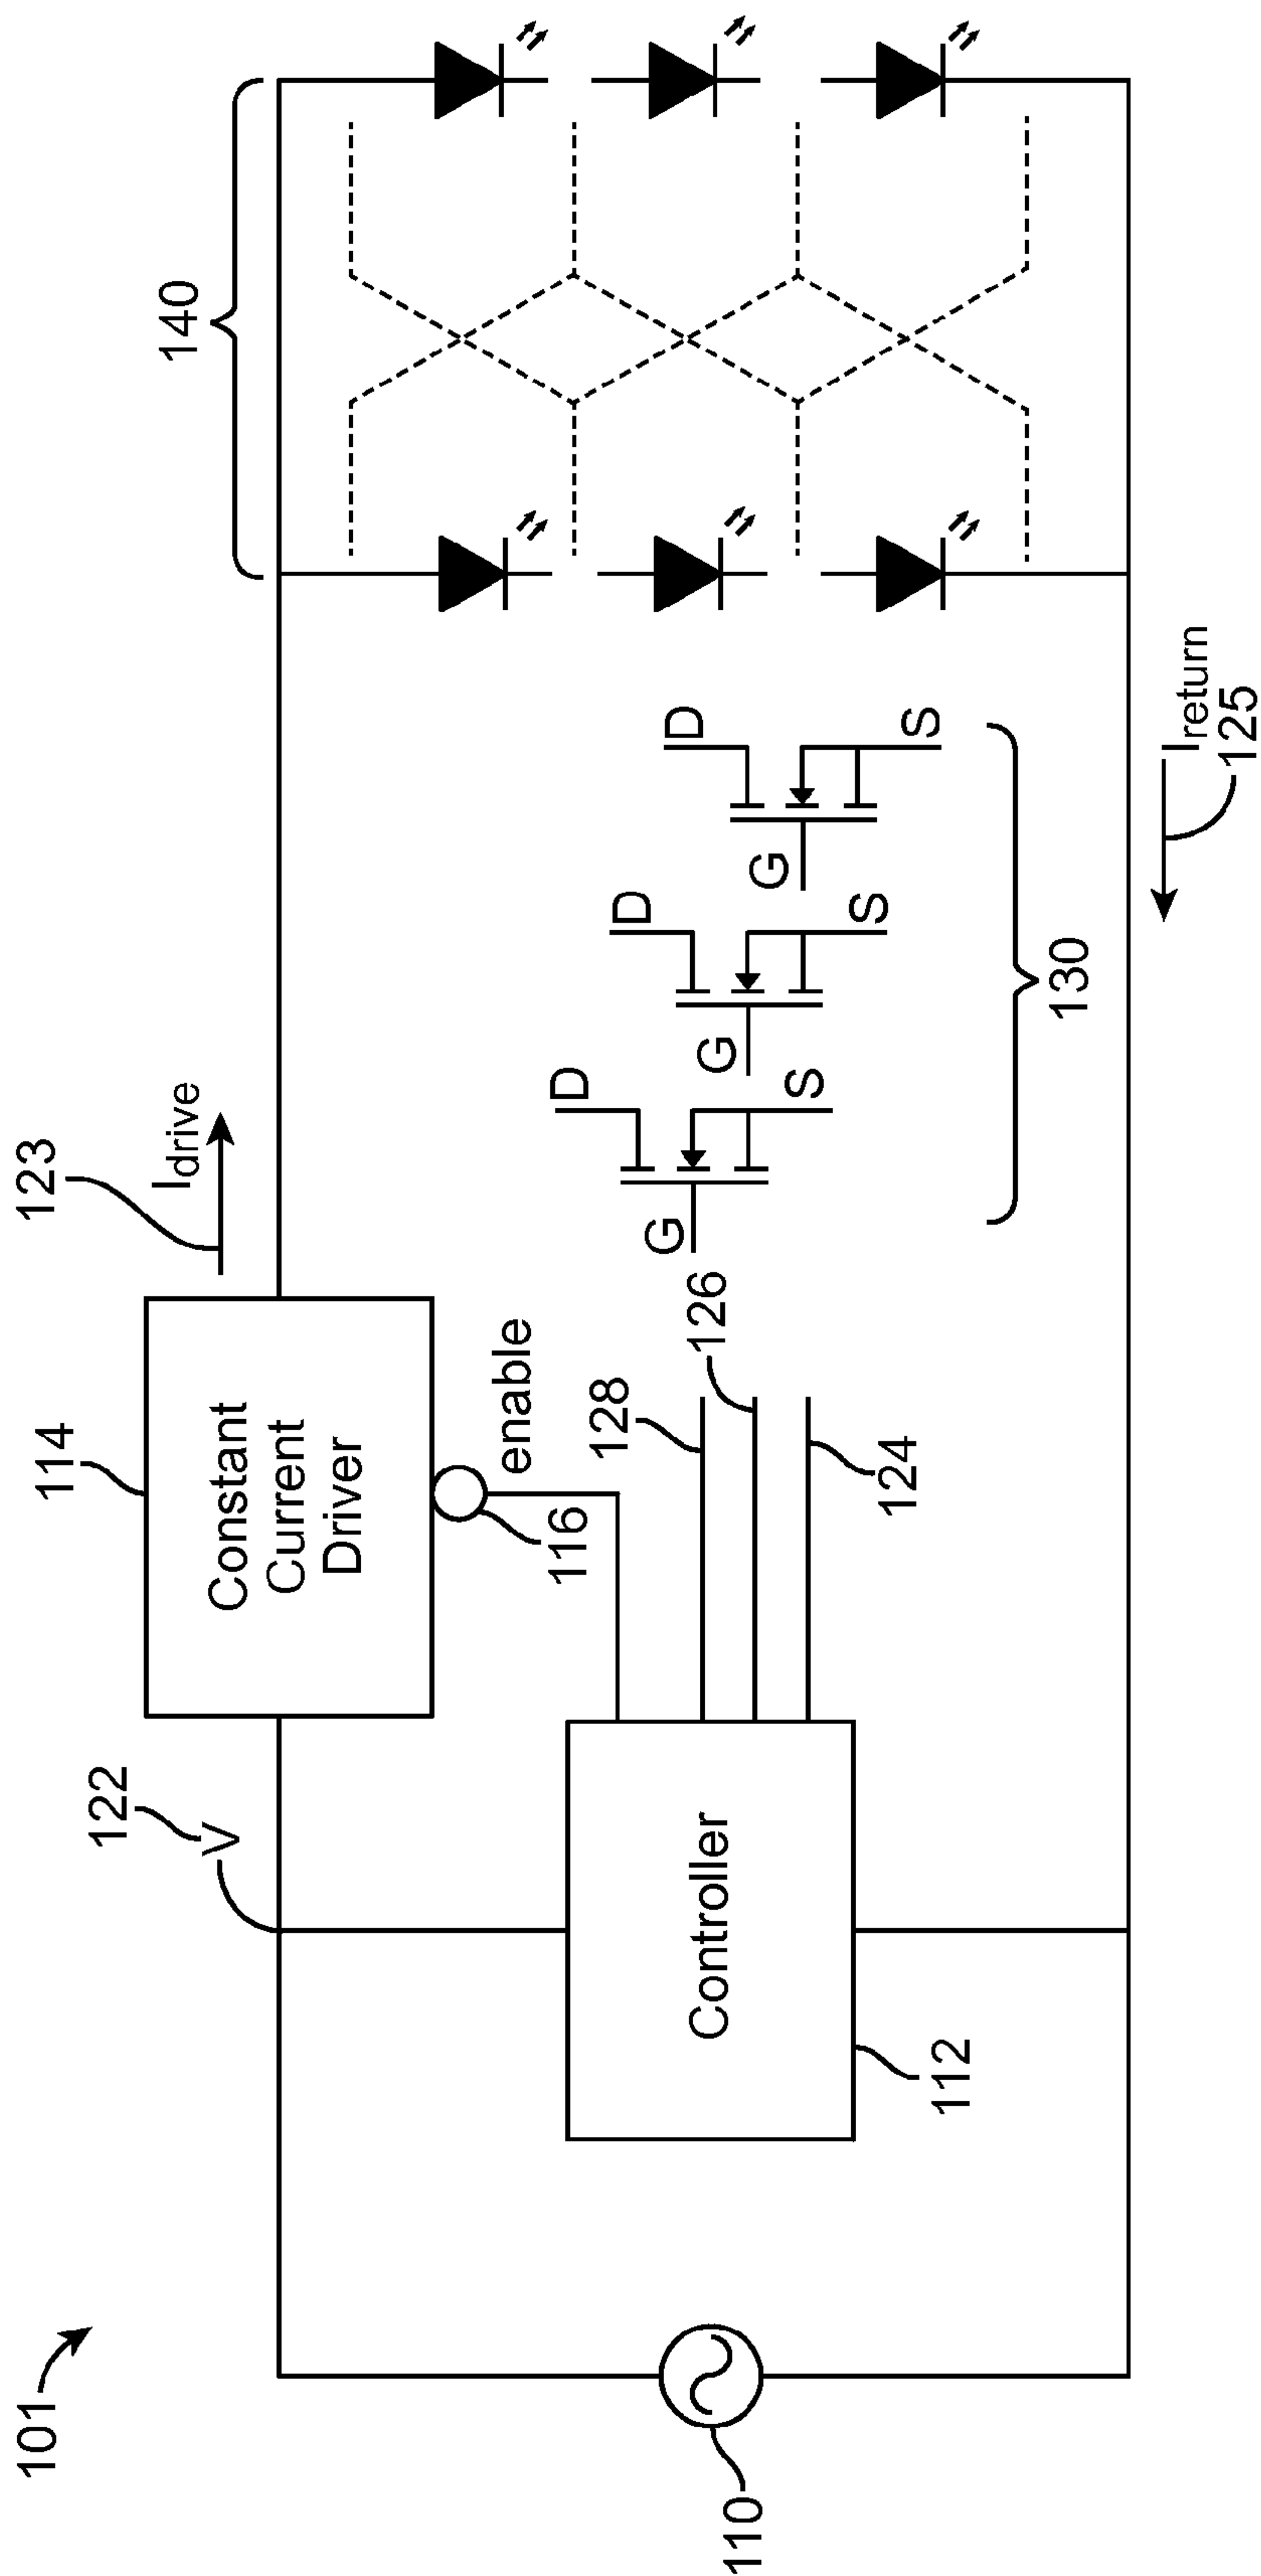 101
110
122
V
114
Constant
Current
Driver
123
Idrive
140
116
enable
Controller
112
128
126
124
G
D
S
G
D
S
G
D
S
130
Ireturn
125